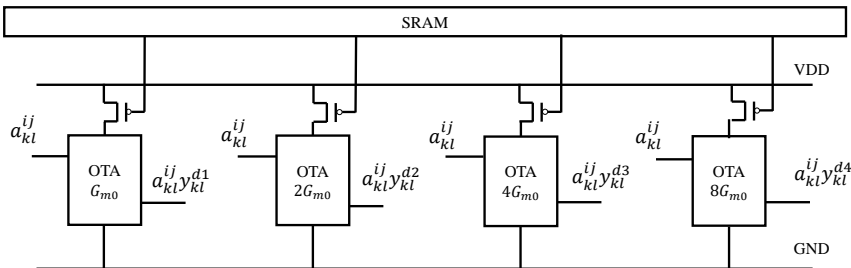 SRAM
VDD
a_{kl}^{ij}
a_{kl}^{ij}
a_{kl}^{ij}
a_{kl}^{ij}
OTA
G_{m0}
a_{kl}^{ij}y_{kl}^{d1}
OTA
2G_{m0}
a_{kl}^{ij}y_{kl}^{d2}
OTA
4G_{m0}
a_{kl}^{ij}y_{kl}^{d3}
OTA
8G_{m0}
a_{kl}^{ij}y_{kl}^{d4}
GND